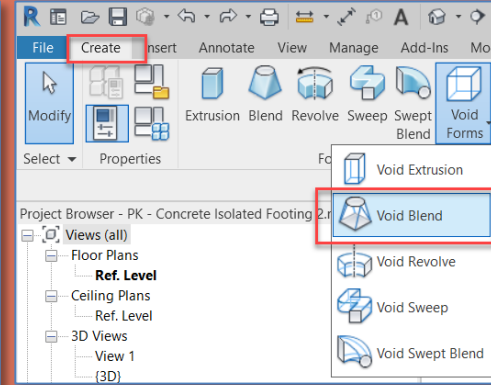 R A
File Create Insert Annotate View Manage Add-Ins Mo
Modify Extrusion Blend Revolve Sweep Swept Blend Void Forms
Select Properties Fo
Void Extrusion
Void Blend
Void Revolve
Void Sweep
Void Swept Blend
Project Browser - PK - Concrete Isolated Footing 2.r
Views (all)
Floor Plans
Ref. Level
Ceiling Plans
Ref. Level
3D Views
View 1
{3D}